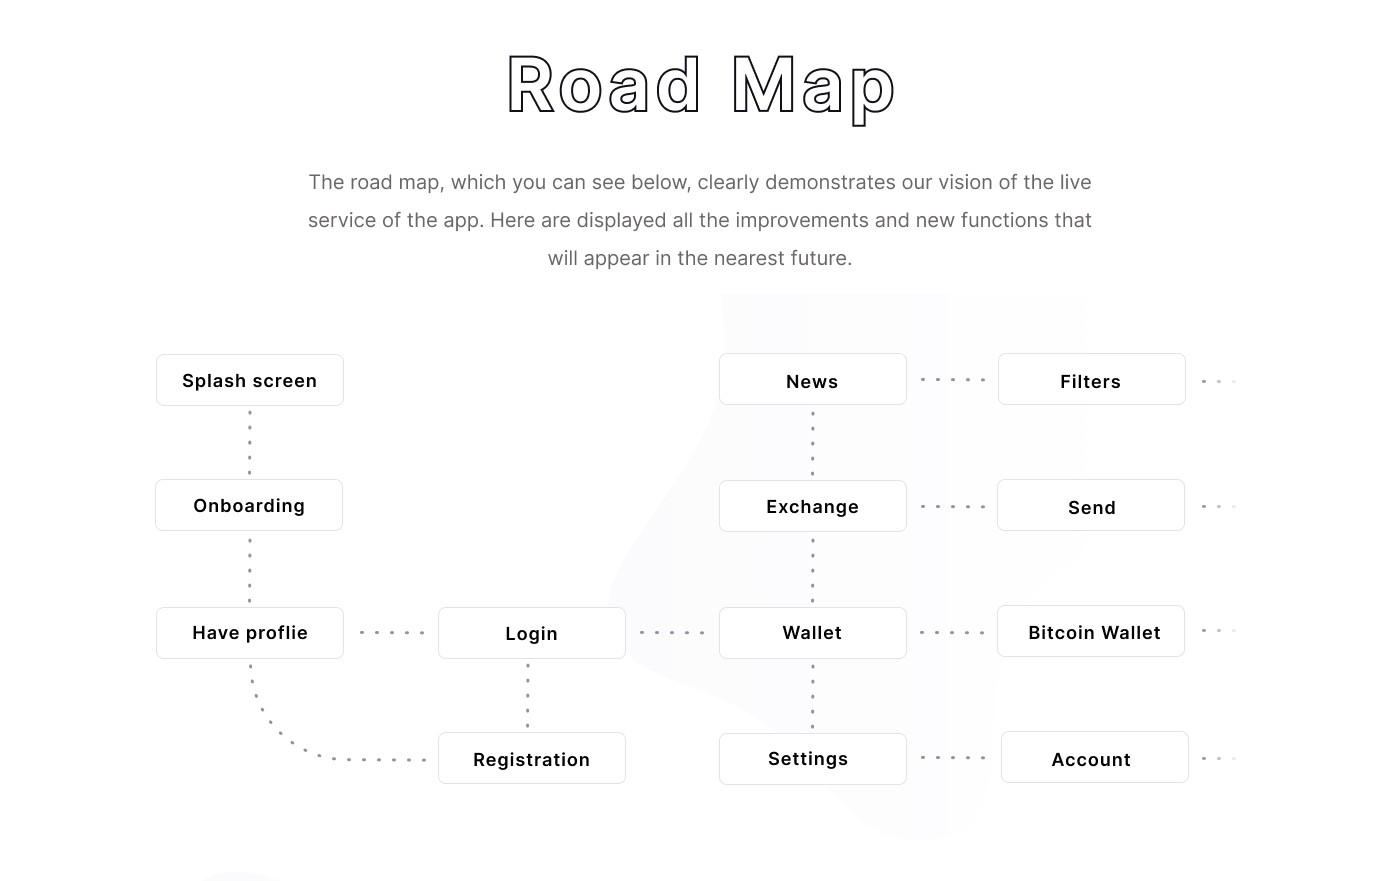 Road Map
The road map, which you can see below, clearly demonstrates our vision of the live
service of the app. Here are displayed all the improvements and new functions that
will appear in the nearest future.
Splash screen
News
Filters
Onboarding
Exchange
Send
Have proflie
Login
Wallet
Bitcoin Wallet
Registration
Settings
Account